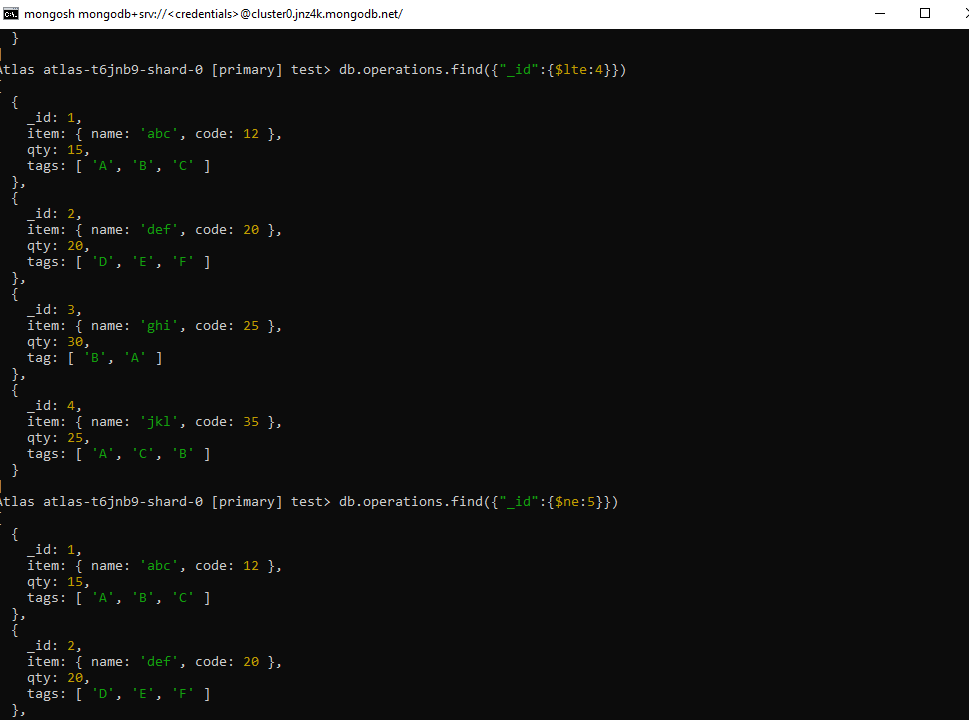 mongosh mongodb+srv://<credentials>@cluster0.jnz4k.mongodb.net/
}
]
Atlas atlas-t6jnb9-shard-0 [primary] test> db.operations.find({"_id":{$lte:4}})
[
{
_id: 1,
item: { name: 'abc', code: 12 },
qty: 15,
tags: [ 'A', 'B', 'C' ]
},
{
_id: 2,
item: { name: 'def', code: 20 },
qty: 20,
tags: [ 'D', 'E', 'F' ]
},
{
_id: 3,
item: { name: 'ghi', code: 25 },
qty: 30,
tag: [ 'B', 'A' ]
},
{
_id: 4,
item: { name: 'jkl', code: 35 },
qty: 25,
tags: [ 'A', 'C', 'B' ]
}
]
Atlas atlas-t6jnb9-shard-0 [primary] test> db.operations.find({"_id":{$ne:5}})
[
{
_id: 1,
item: { name: 'abc', code: 12 },
qty: 15,
tags: [ 'A', 'B', 'C' ]
},
{
_id: 2,
item: { name: 'def', code: 20 },
qty: 20,
tags: [ 'D', 'E', 'F' ]
},